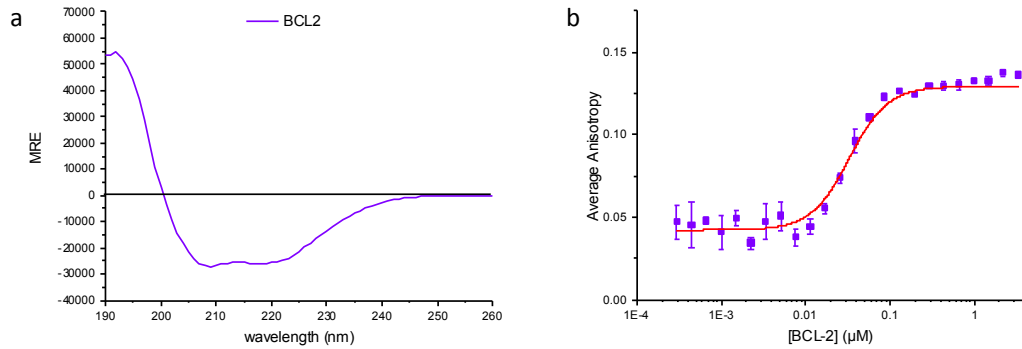 a
BCL2
70000
60000
50000
40000
30000
20000
10000
0
-10000
-20000
-30000
-40000
MRE
190 200 210 220 230 240 250 260
wavelength (nm)
b
0.15
0.10
0.05
0.00
Average Anisotropy
1E-4 1E-3 0.01 0.1 1
[BCL-2] (µM)